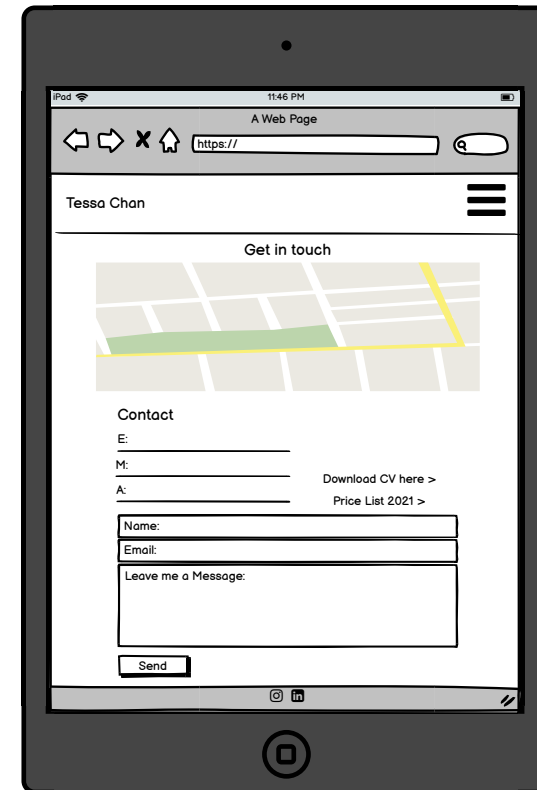 iPad
11:46 PM
A Web Page
https://
Tessa Chan
Get in touch
Contact
E:
M:
A:
Download CV here >
Price List 2021 >
Name:
Email:
Leave me a Message:
Send
in